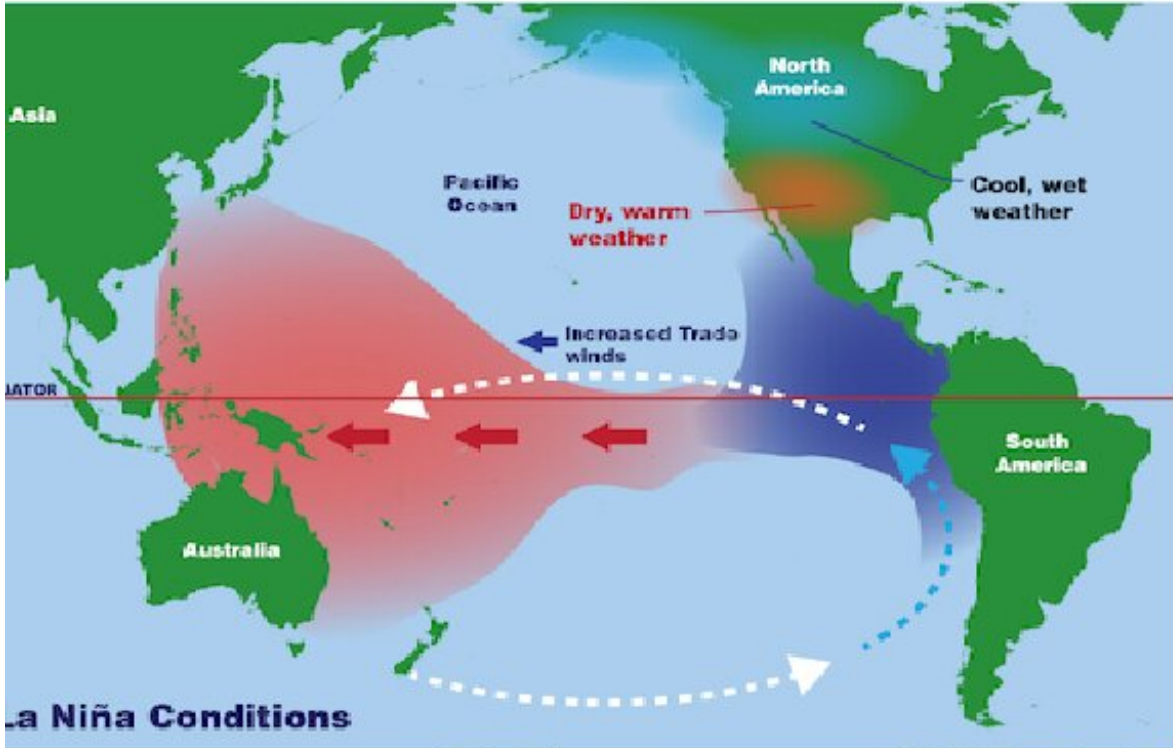 North
America
Asia
Pacific
Ocean
Cool, wet
weather
Dry, warm
weather
Increased Trade
winds
UATOR
South
America
Australia
La Niña Conditions